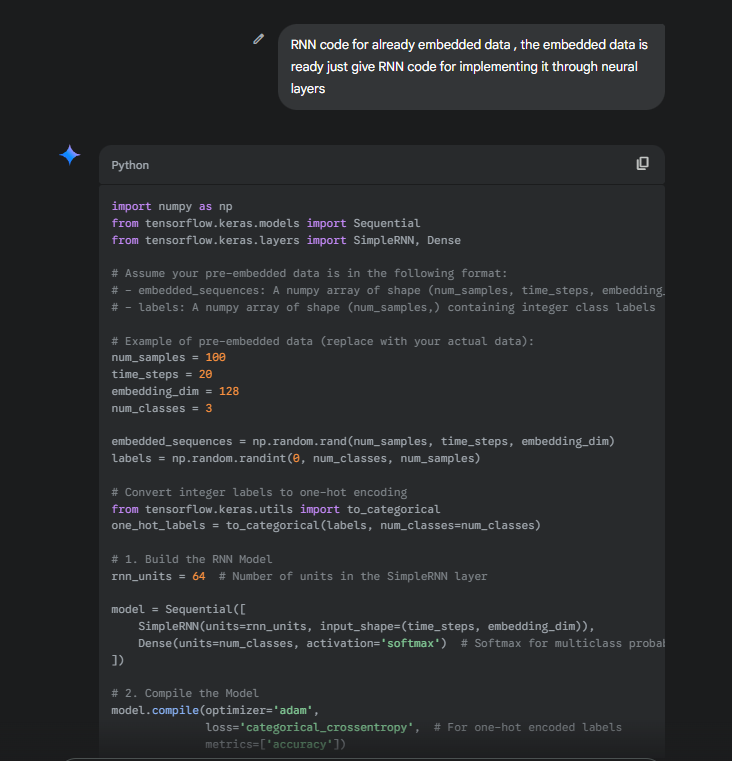 RNN code for already embedded data , the embedded data is
ready just give RNN code for implementing it through neural
layers
Python
import numpy as np
from tensorflow.keras.models import Sequential
from tensorflow.keras.layers import SimpleRNN, Dense
# Assume your pre-embedded data is in the following format:
# - embedded_sequences: A numpy array of shape (num_samples, time_steps, embedding_
# - labels: A numpy array of shape (num_samples,) containing integer class labels
# Example of pre-embedded data (replace with your actual data):
num_samples = 100
time_steps = 20
embedding_dim = 128
num_classes = 3
embedded_sequences = np.random.rand(num_samples, time_steps, embedding_dim)
labels = np.random.randint(0, num_classes, num_samples)
# Convert integer labels to one-hot encoding
from tensorflow.keras.utils import to_categorical
one_hot_labels = to_categorical(labels, num_classes=num_classes)
# 1. Build the RNN Model
rnn_units = 64  # Number of units in the SimpleRNN layer
model = Sequential([
    SimpleRNN(units=rnn_units, input_shape=(time_steps, embedding_dim)),
    Dense(units=num_classes, activation='softmax')  # Softmax for multiclass probab
])
# 2. Compile the Model
model.compile(optimizer='adam',
              loss='categorical_crossentropy',  # For one-hot encoded labels
              metrics=['accuracy'])